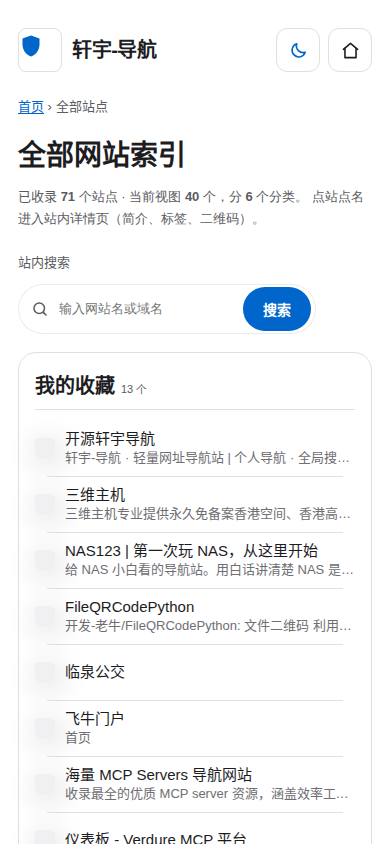 轩宇-导航
首页 › 全部站点
全部网站索引
已收录 71 个站点 · 当前视图 40 个，分 6 个分类。 点站点名
进入站内详情页（简介、标签、二维码）。
站内搜索
输入网站名或域名
搜索
我的收藏 13 个
开源轩宇导航
轩宇-导航 · 轻量网址导航站 | 个人导航 · 全局搜...
三维主机
三维主机专业提供永久免备案香港空间、香港高...
NAS123 | 第一次玩 NAS，从这里开始
给 NAS 小白看的导航站。用白话讲清楚 NAS 是...
FileQRCodePython
开发-老牛/FileQRCodePython: 文件二维码 利用...
临泉公交
飞牛门户
首页
海量 MCP Servers 导航网站
收录最全的优质 MCP server 资源，涵盖效率工...
仪表板 - Verdure MCP 平台